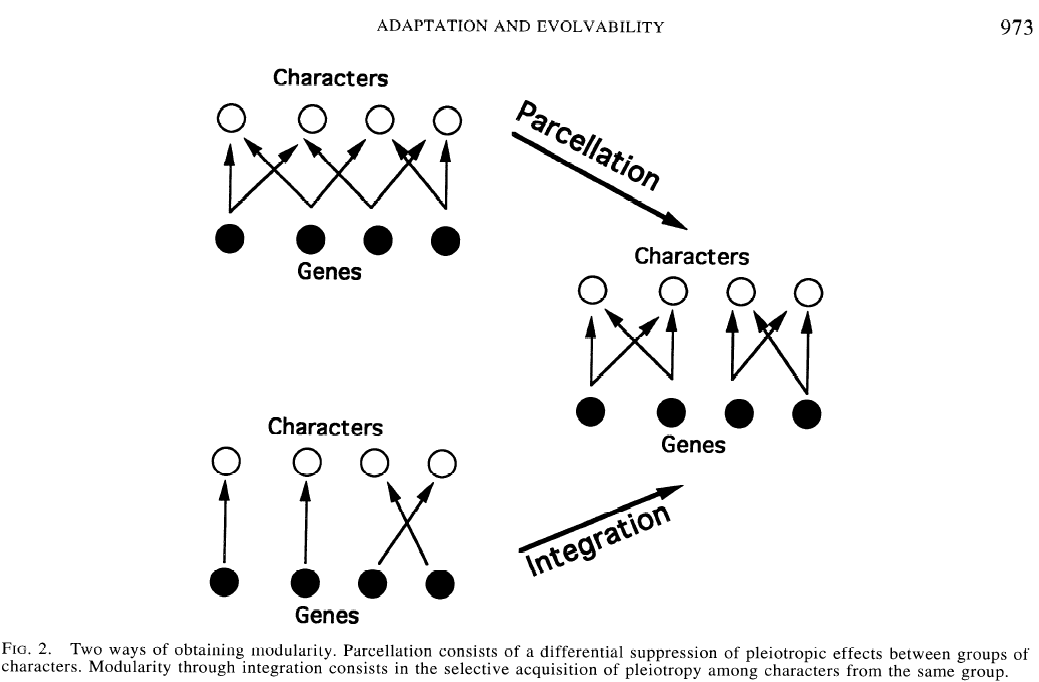 ADAPTATION AND EVOLVABILITY 973
Characters
Parcellation
Genes
Characters
Genes
Characters
Integration
Genes
FIG. 2. Two ways of obtaining modularity. Parcellation consists of a differential suppression of pleiotropic effects between groups of
characters. Modularity through integration consists in the selective acquisition of pleiotropy among characters from the same group.